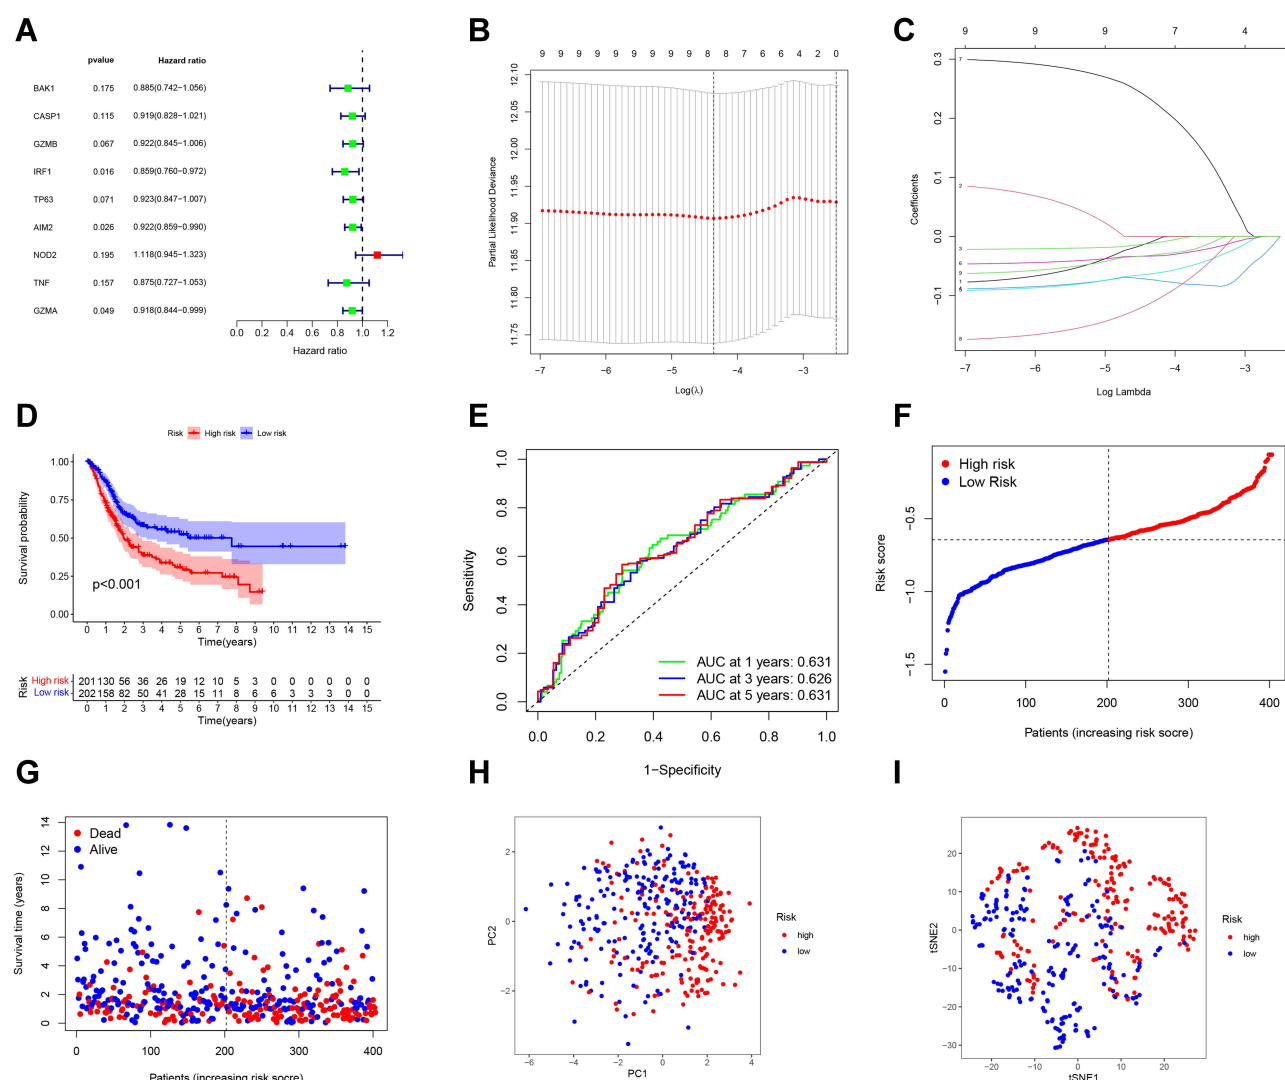 A
pvalue Hazard ratio
BAK1 0.175 0.885(0.742−1.056)
CASP1 0.115 0.919(0.828−1.021)
GZMB 0.067 0.922(0.845−1.006)
IRF1 0.016 0.859(0.760−0.972)
TP63 0.071 0.923(0.847−1.007)
AIM2 0.026 0.922(0.859−0.990)
NOD2 0.195 1.118(0.945−1.323)
TNF 0.157 0.875(0.727−1.053)
GZMA 0.049 0.918(0.844−0.999)
0.0 0.2 0.4 0.6 0.8 1.0 1.2
Hazard ratio
B
9 9 9 9 9 9 9 9 9 8 8 7 6 6 4 2 0
12.10
12.05
12.00
11.95
11.90
11.85
11.80
11.75
Partial Likelihood Deviance
−7 −6 −5 −4 −3
Log(λ)
C
9 9 9 7 4
0.3
0.2
0.1
0.0
−0.1
Coefficients
7
2
3
6
9
1
8
−7 −6 −5 −4 −3
Log Lambda
D
Risk High risk Low risk
1.00
0.75
0.50
0.25
0.00
Survival probability
p<0.001
0 1 2 3 4 5 6 7 8 9 10 11 12 13 14 15
Time(years)
Risk
High risk 201 130 56 36 26 19 12 10 5 3 0 0 0 0 0 0
Low risk 202 158 82 50 41 28 15 11 8 6 6 3 3 3 0 0
0 1 2 3 4 5 6 7 8 9 10 11 12 13 14 15
Time(years)
E
1.0
0.8
0.6
0.4
0.2
0.0
Sensitivity
AUC at 1 years: 0.631
AUC at 3 years: 0.626
AUC at 5 years: 0.631
0.0 0.2 0.4 0.6 0.8 1.0
1−Specificity
F
High risk
Low Risk
−0.5
−1.0
−1.5
Risk score
0 100 200 300 400
Patients (increasing risk socre)
G
Dead
Alive
14
12
10
8
6
4
2
0
Survival time (years)
0 100 200 300 400
Patients (increasing risk socre)
H
2
0
−2
PC2
−6 −4 −2 0 2 4
PC1
Risk
high
low
I
20
10
0
−10
−20
−30
tSNE2
−20 −10 0 10 20
tSNE1
Risk
high
low